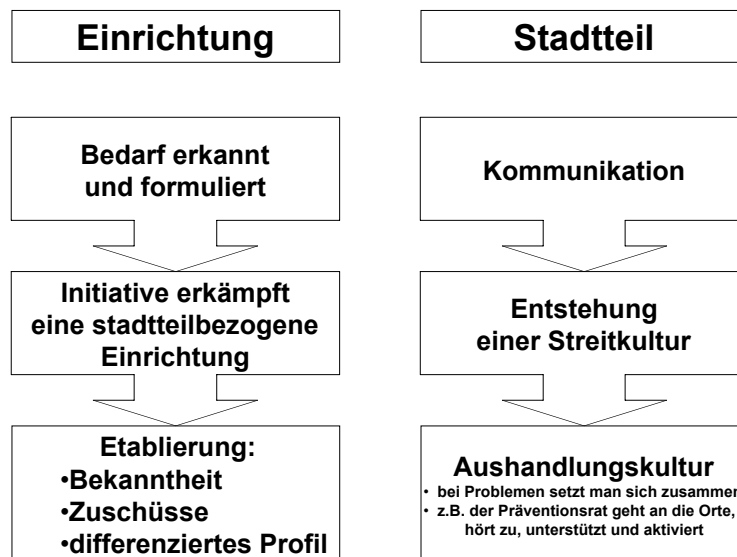 Einrichtung
Bedarf erkannt
und formuliert
Initiative erkämpft
eine stadtteilbezogene
Einrichtung
Etablierung:
•Bekanntheit
•Zuschüsse
•differenziertes Profil
Stadtteil
Kommunikation
Entstehung
einer Streitkultur
Aushandlungskultur
• bei Problemen setzt man sich zusammen
• z.B. der Präventionsrat geht an die Orte,
hört zu, unterstützt und aktiviert